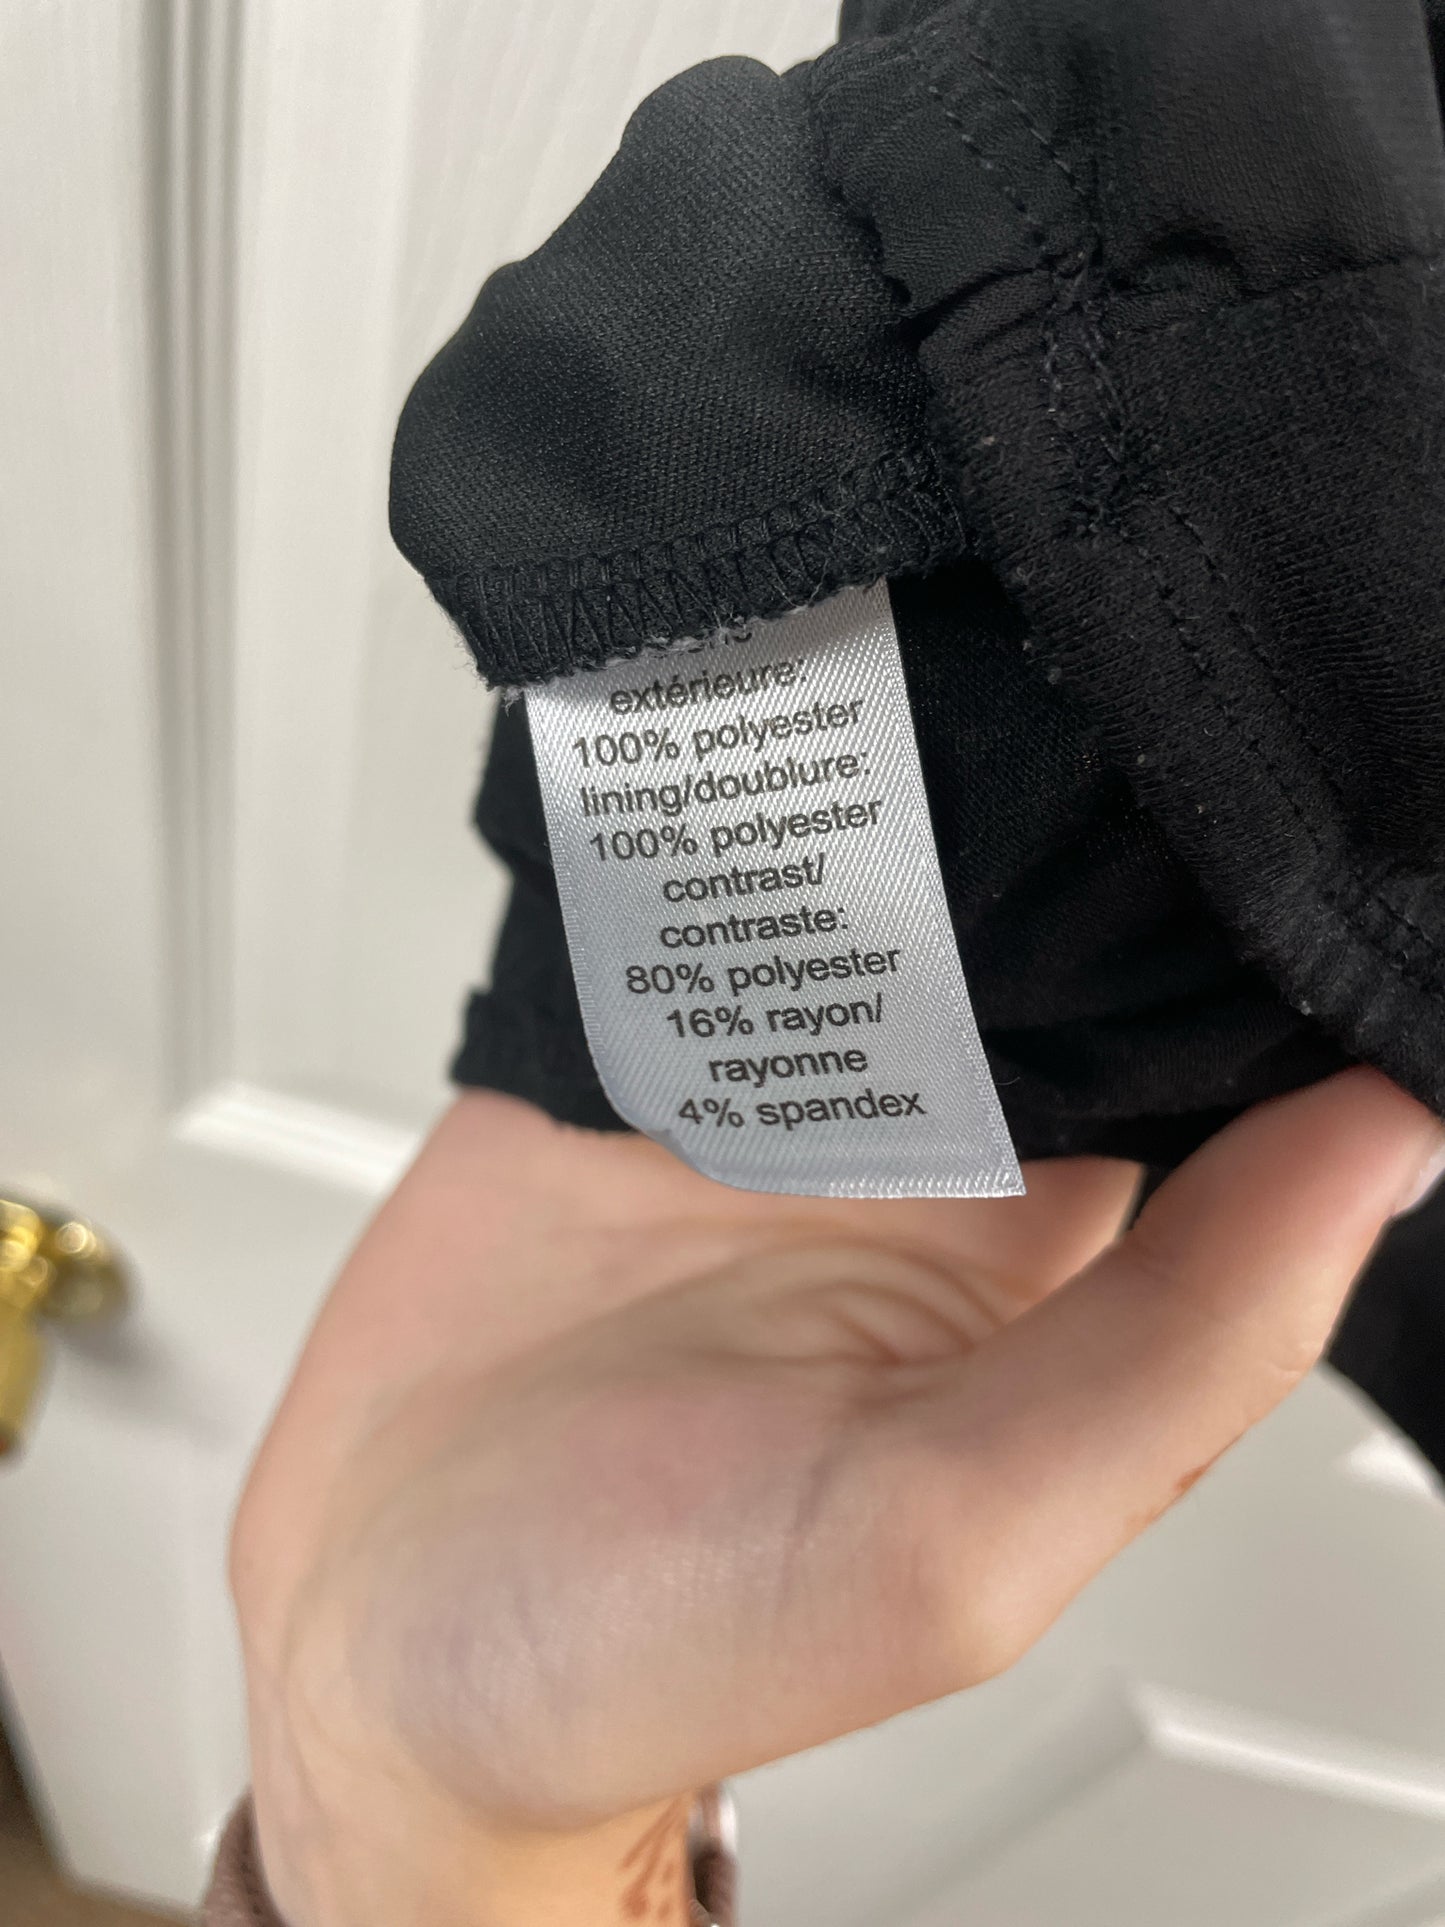 extérieure:
100% polyester
lining/doublure:
100% polyester
contrast/
contraste:
80% polyester
16% rayon/
rayonne
4% spandex